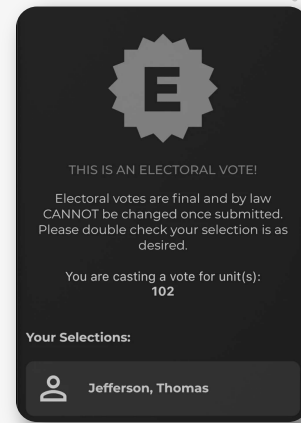 E
THIS IS AN ELECTORAL VOTE!
Electoral votes are final and by law
CANNOT be changed once submitted.
Please double check your selection is as
desired.
You are casting a vote for unit(s):
102
Your Selections:
Jefferson, Thomas